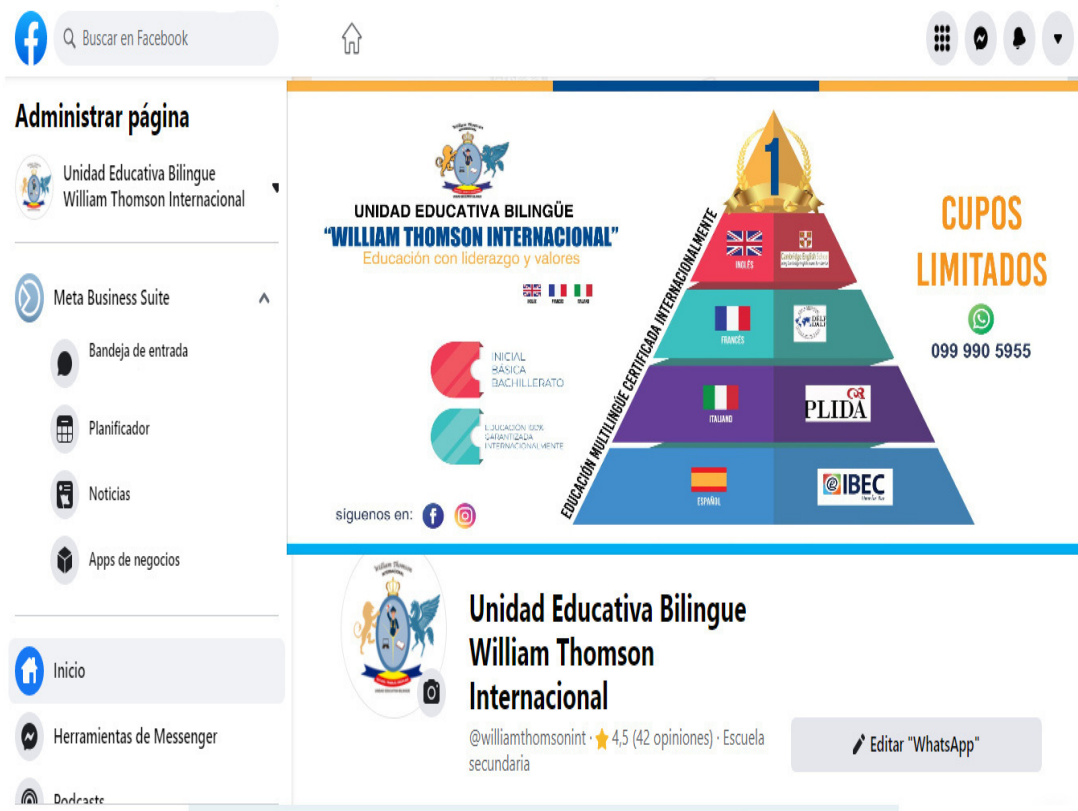 Buscar en Facebook
Administrar página
Unidad Educativa Bilingue
William Thomson Internacional
Meta Business Suite
Bandeja de entrada
Planificador
Noticias
Apps de negocios
Inicio
Herramientas de Messenger
Podcasts
UNIDAD EDUCATIVA BILINGÜE
“WILLIAM THOMSON INTERNACIONAL”
Educación con liderazgo y valores
INICIAL
BÁSICA
BACHILLERATO
EDUCACIÓN 100%
GARANTIZADA
INTERNACIONALMENTE
siguenos en:
EDUCACIÓN MULTILINGÜE CERTIFICADA INTERNACIONALMENTE
1
INGLÉS
FRANCÉS
DELF
DALF
ITALIANO
PLIDA
ESPAÑOL
@IBEC
CUPOS
LIMITADOS
099 990 5955
Unidad Educativa Bilingue
William Thomson
Internacional
@williamthomsonint · 4,5 (42 opiniones) · Escuela
secundaria
Editar "WhatsApp"